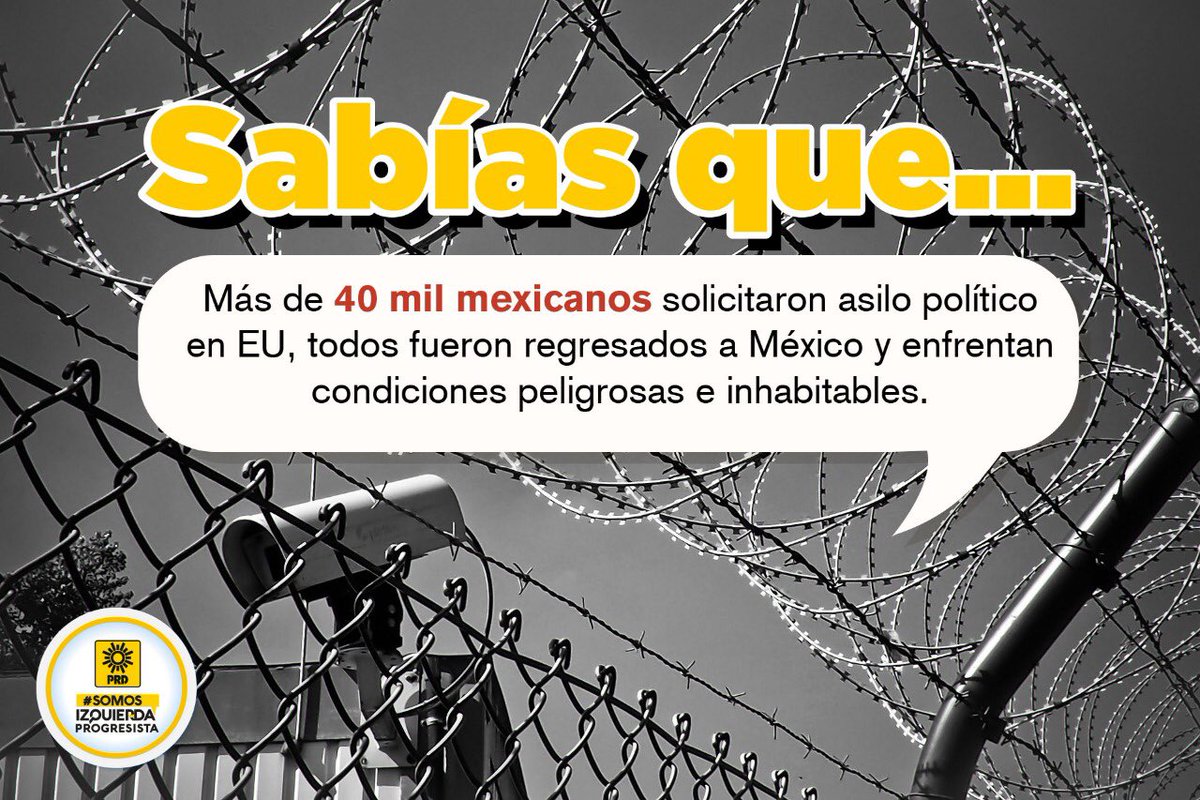 Sabías que...
Más de 40 mil mexicanos solicitaron asilo político
en EU, todos fueron regresados a México y enfrentan
condiciones peligrosas e inhabitables.
PRD
#SOMOS
IZQUIERDA
PROGRESISTA